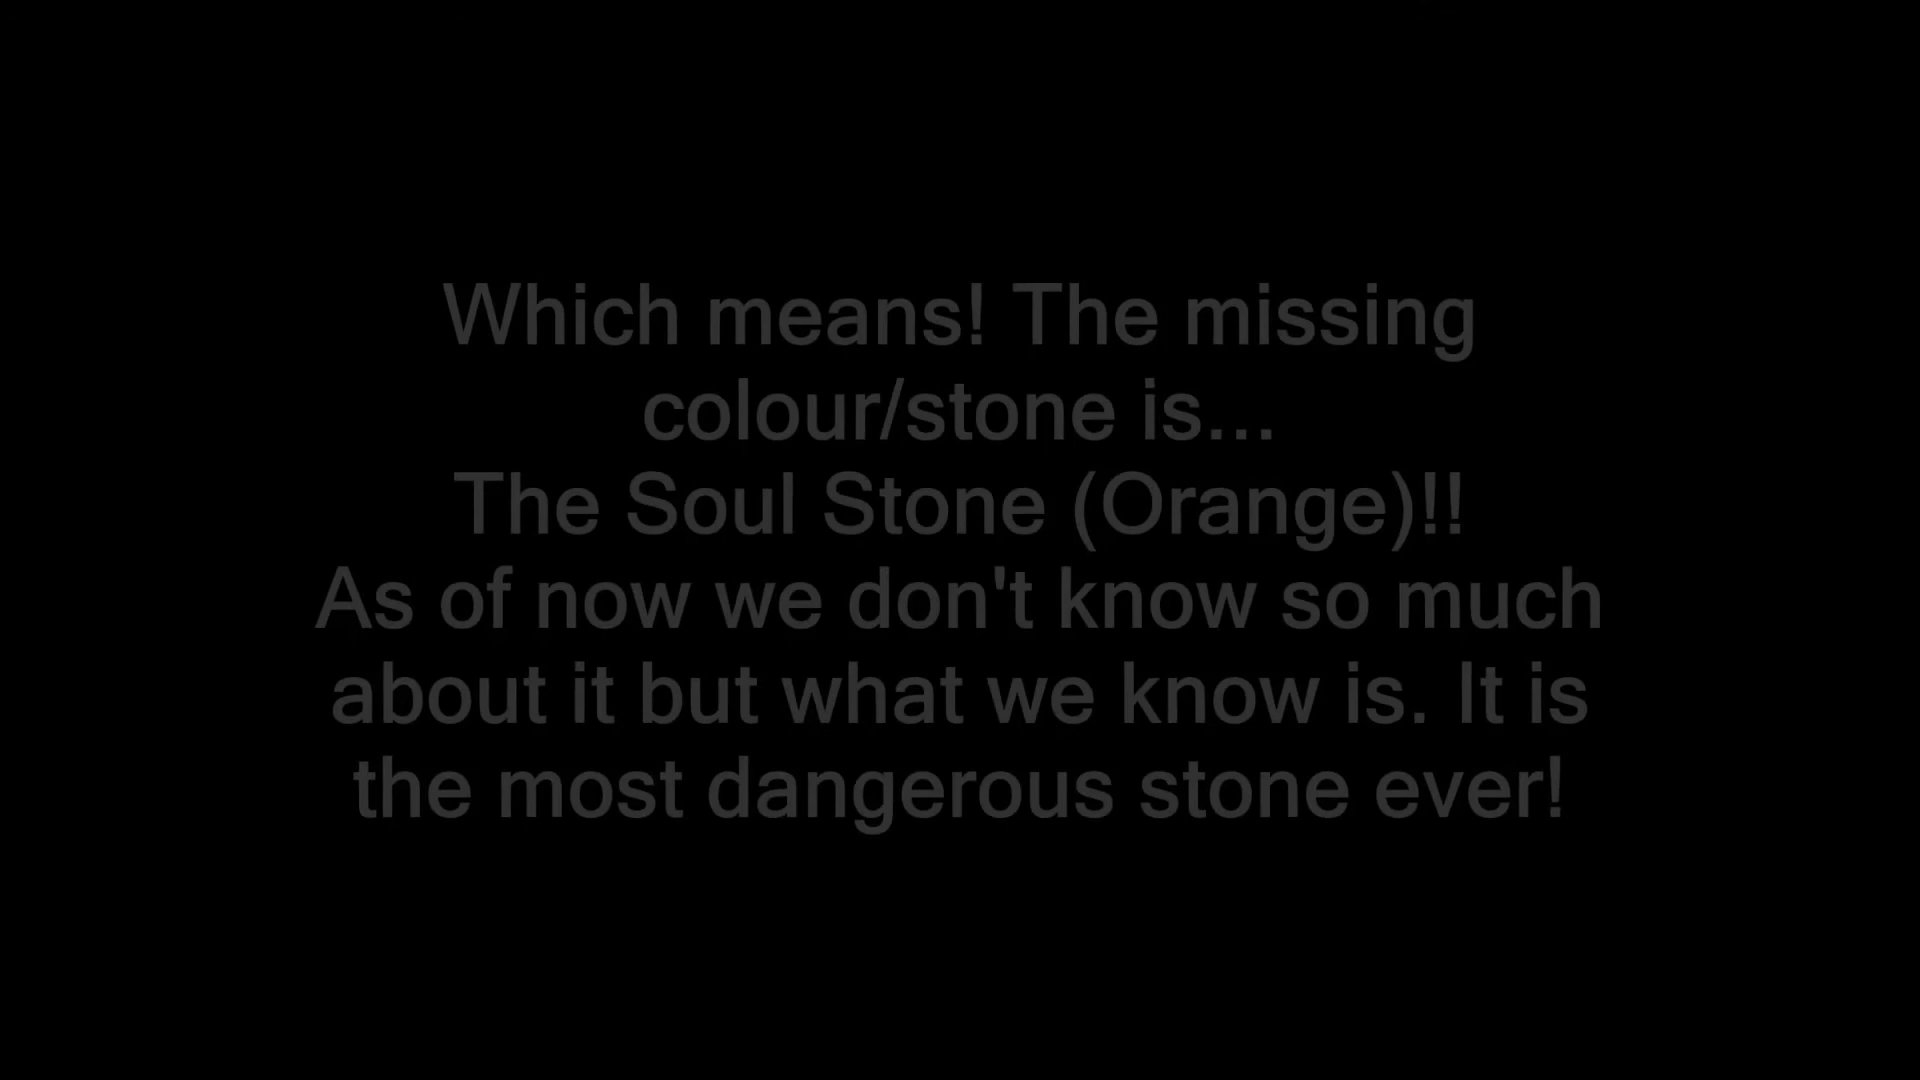 Which means! The missing
colour/stone is...
The Soul Stone (Orange)!!
As of now we don't know so much
about it but what we know is. It is
the most dangerous stone ever!